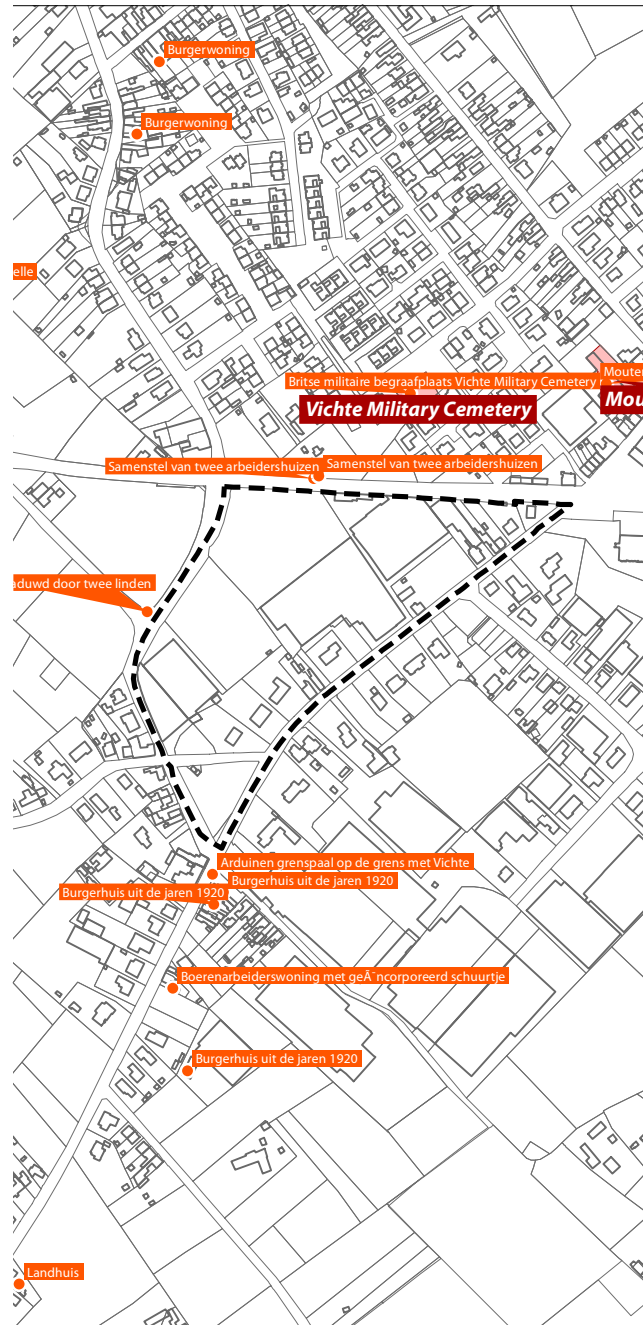 Burgerwoning
Burgerwoning
elle
Mouter
Britse militaire begraafplaats Vichte Military Cemetery
Vichte Military Cemetery
Mou
Samenstel van twee arbeidershuizen
Samenstel van twee arbeidershuizen
aduwd door twee linden
Arduinen grenspaal op de grens met Vichte
Burgerhuis uit de jaren 1920
Burgerhuis uit de jaren 1920
Boerenarbeiderswoning met geÃ¯ncorporeerd schuurtje
Burgerhuis uit de jaren 1920
Landhuis